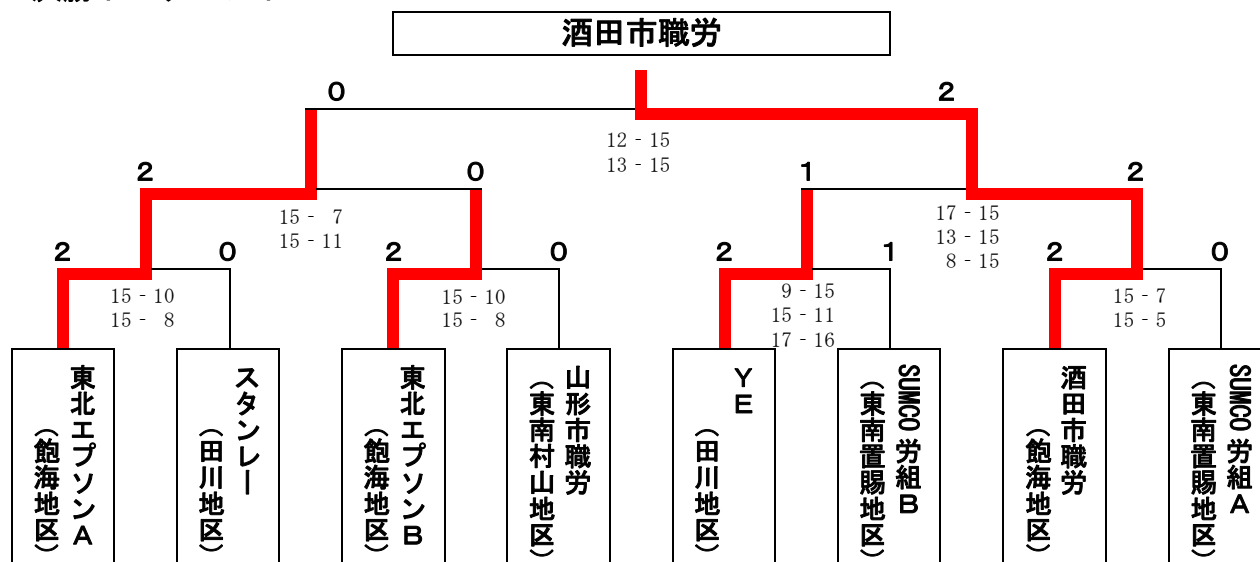 酒田市職労
0
2
12 - 15
13 - 15
2
0
1
2
15 - 7
15 - 11
17 - 15
13 - 15
8 - 15
2
0
2
0
2
1
2
0
15 - 10
15 - 8
15 - 10
15 - 8
9 - 15
15 - 11
17 - 16
15 - 7
15 - 5
東北エプソンA
（飽海地区）
スタンレー
（田川地区）
東北エプソンB
（飽海地区）
山形市職労
（東南村山地区）
YE
（田川地区）
SUMCO 労組B
（東南置賜地区）
酒田市職労
（飽海地区）
SUMCO 労組A
（東南置賜地区）